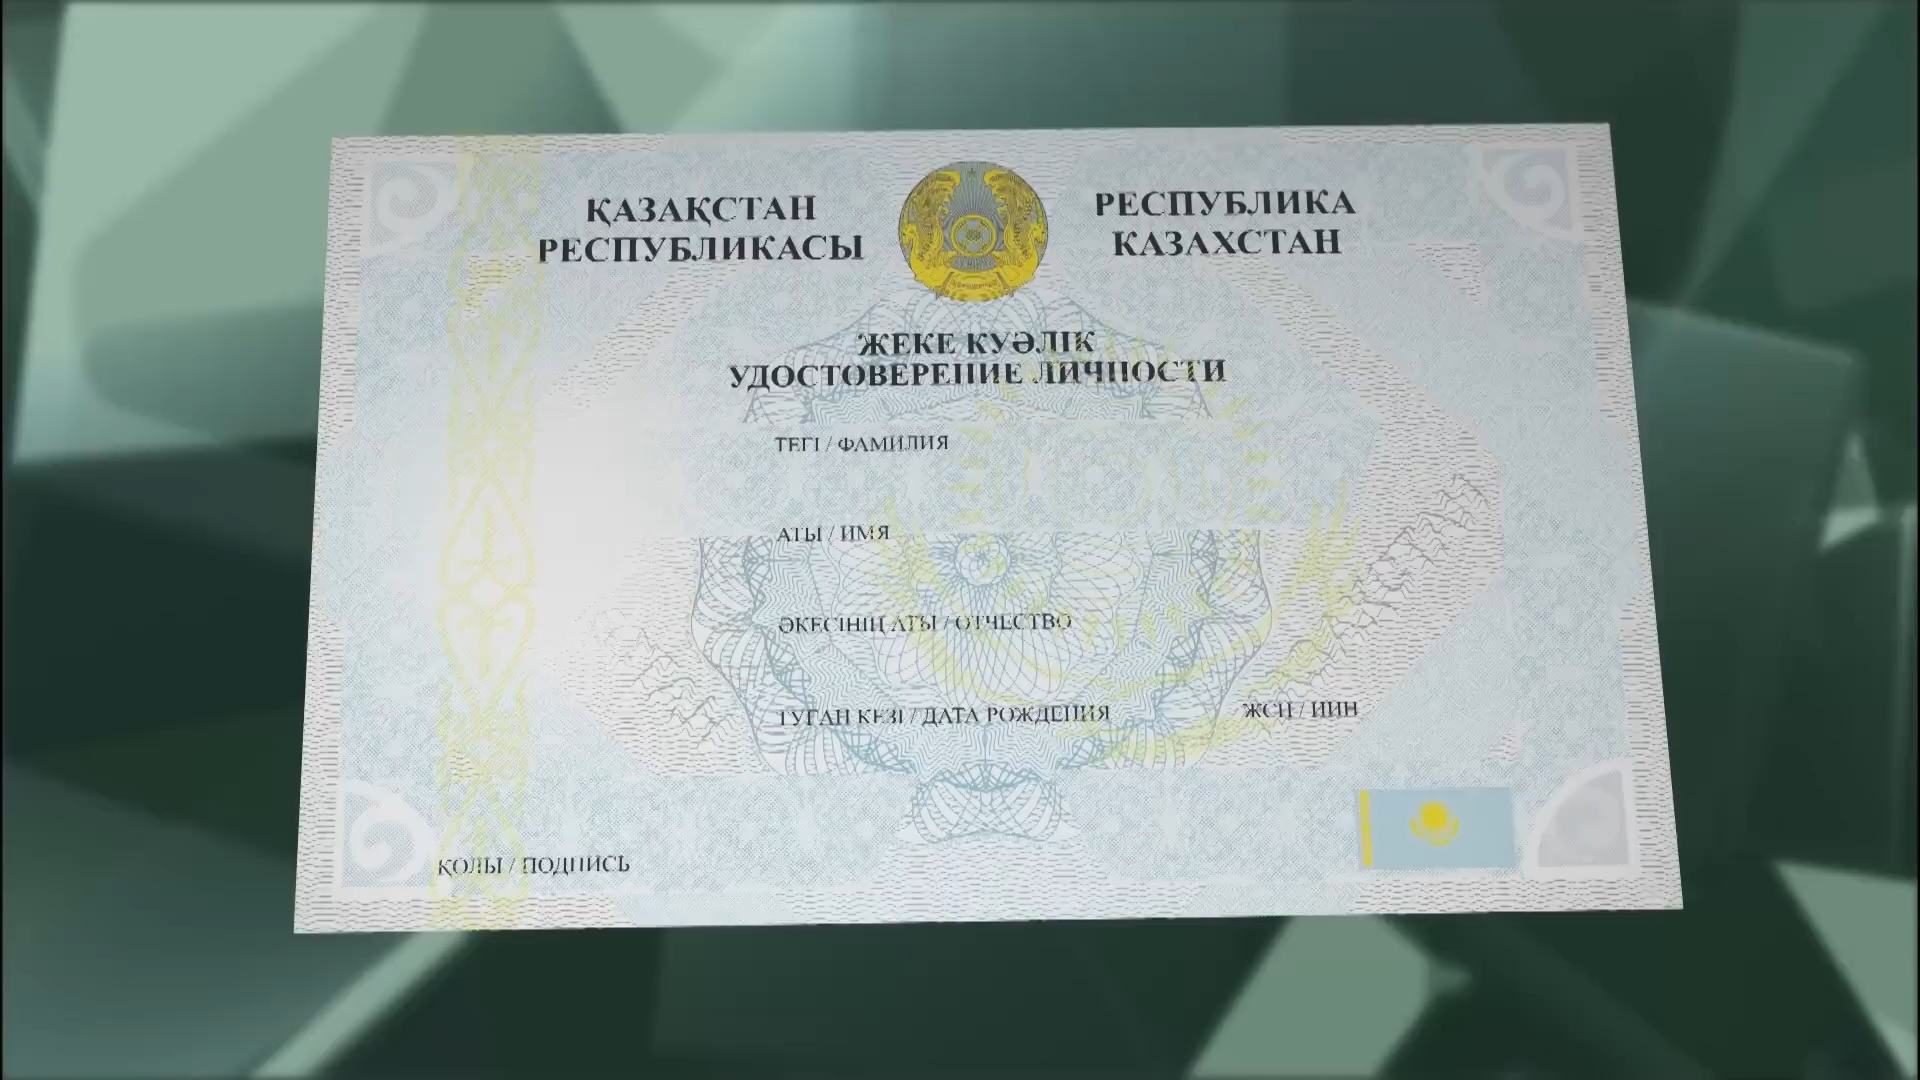 ҚАЗАҚСТАН
РЕСПУБЛИКАСЫ
РЕСПУБЛИКА
КАЗАХСТАН
ЖЕКЕ КУӘЛІК
УДОСТОВЕРЕНИЕ ЛИЧНОСТИ
ТЕГІ / ФАМИЛИЯ
АТЫ / ИМЯ
ӘКЕСІНІҢ АТЫ / ОТЧЕСТВО
ТУҒАН КЕЗІ / ДАТА РОЖДЕНИЯ
ЖСН / ИИН
ҚОЛЫ / ПОДПИСЬ